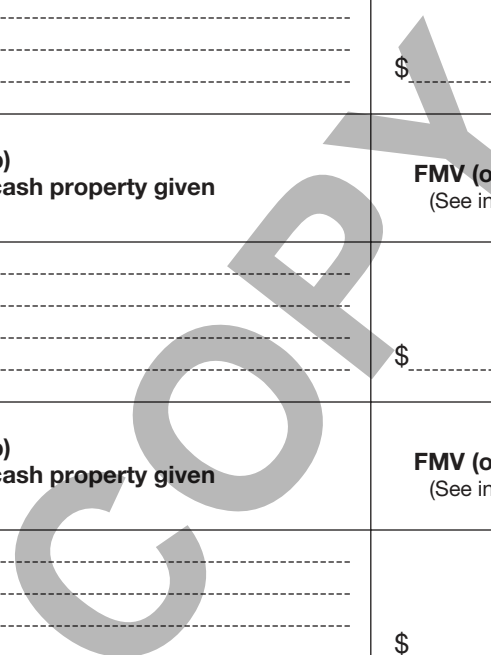 $
)
cash property given
FMV (o
(See in
$
)
cash property given
FMV (o
(See in
$
COPY